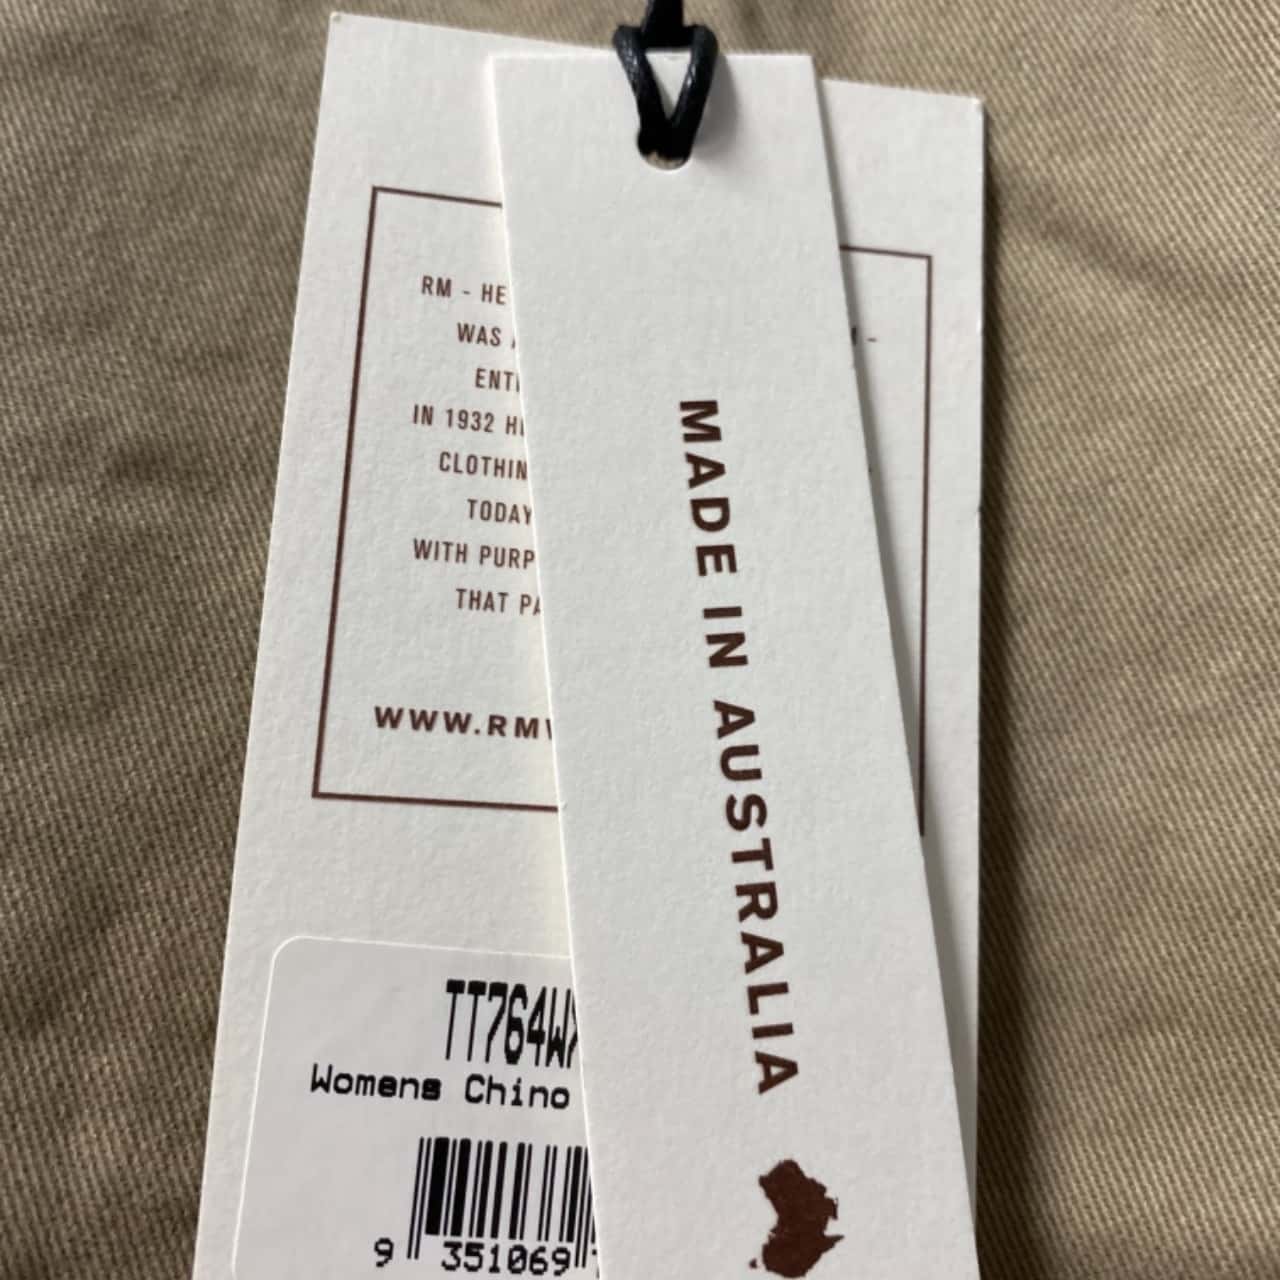 RM - HE
WAS
ENT
IN 1932 H
CLOTHIN
TODAY
WITH PURP
THAT PA
WWW.RM
MADE IN AUSTRALIA
TT764W
Womens Chino
9 351069